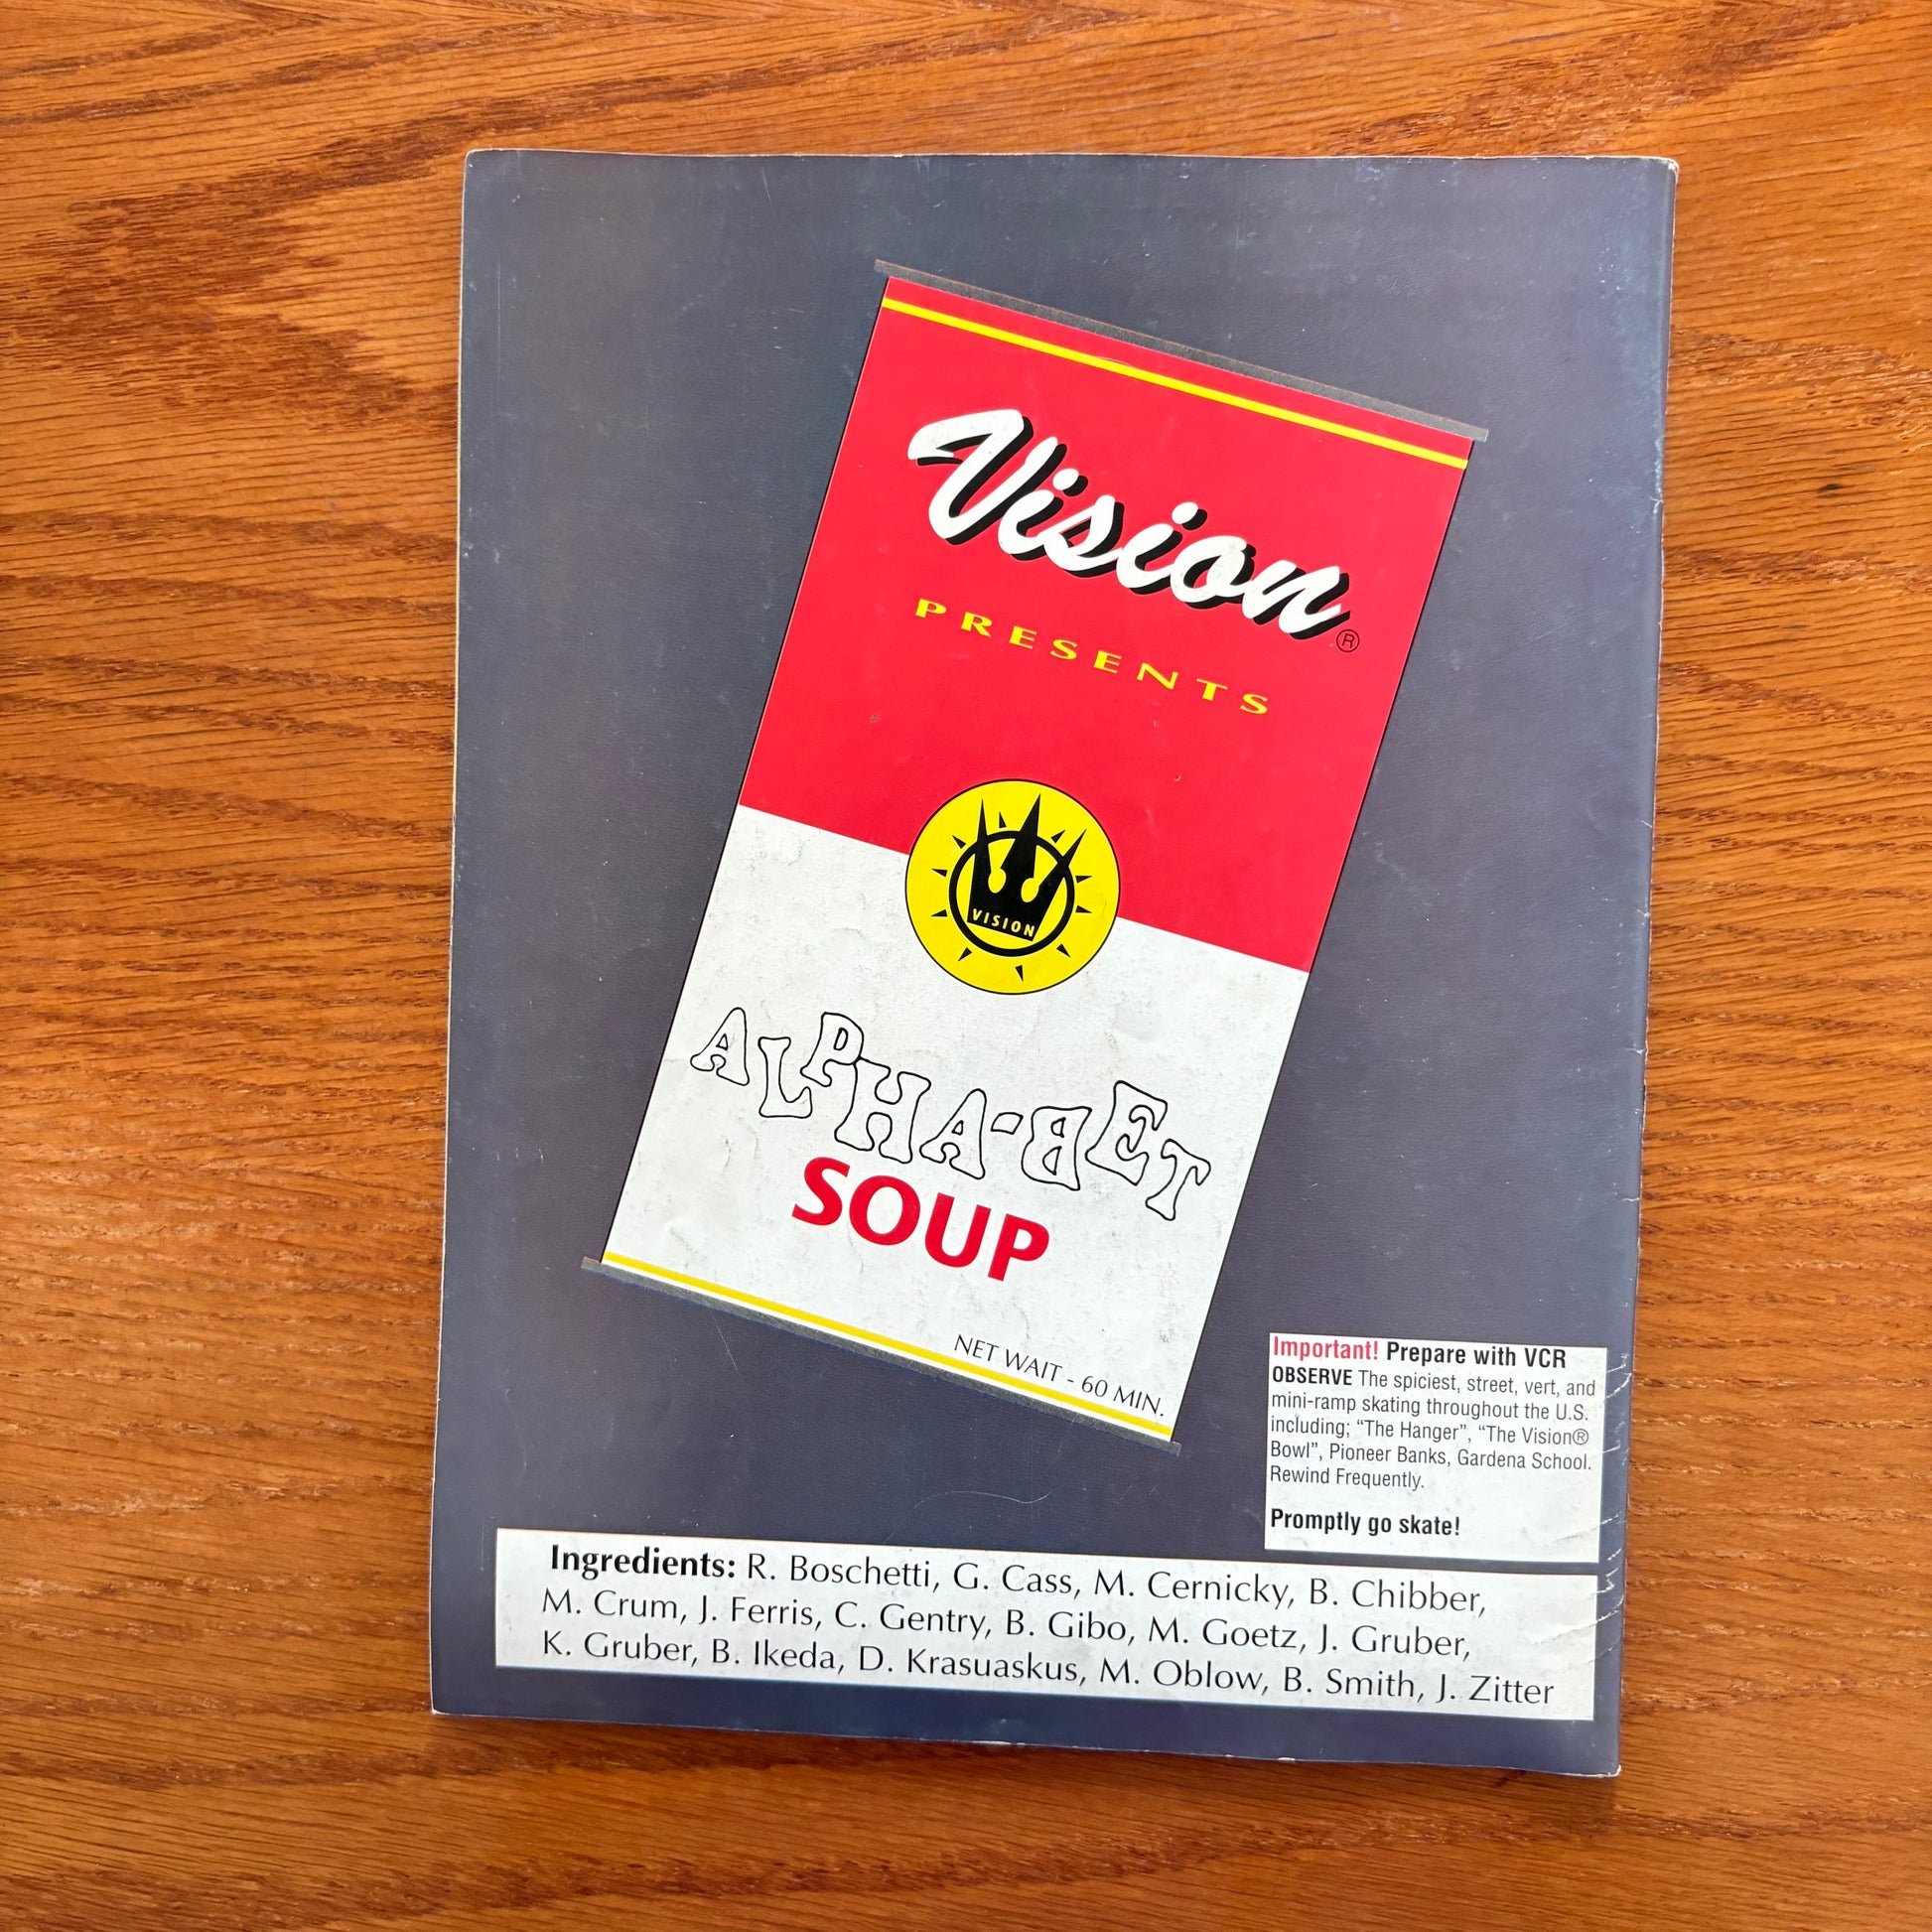 Vision®
PRESENTS
VISION
ALPHA-BET
SOUP
NET WAIT - 60 MIN.
Important! Prepare with VCR
OBSERVE The spiciest, street, vert, and
mini-ramp skating throughout the U.S.
including; “The Hanger”, “The Vision®
Bowl”, Pioneer Banks, Gardena School.
Rewind Frequently.
Promptly go skate!
Ingredients: R. Boschetti, G. Cass, M. Cernicky, B. Chibber,
M. Crum, J. Ferris, C. Gentry, B. Gibo, M. Goetz, J. Gruber,
K. Gruber, B. Ikeda, D. Krasuaskus, M. Oblow, B. Smith, J. Zitter